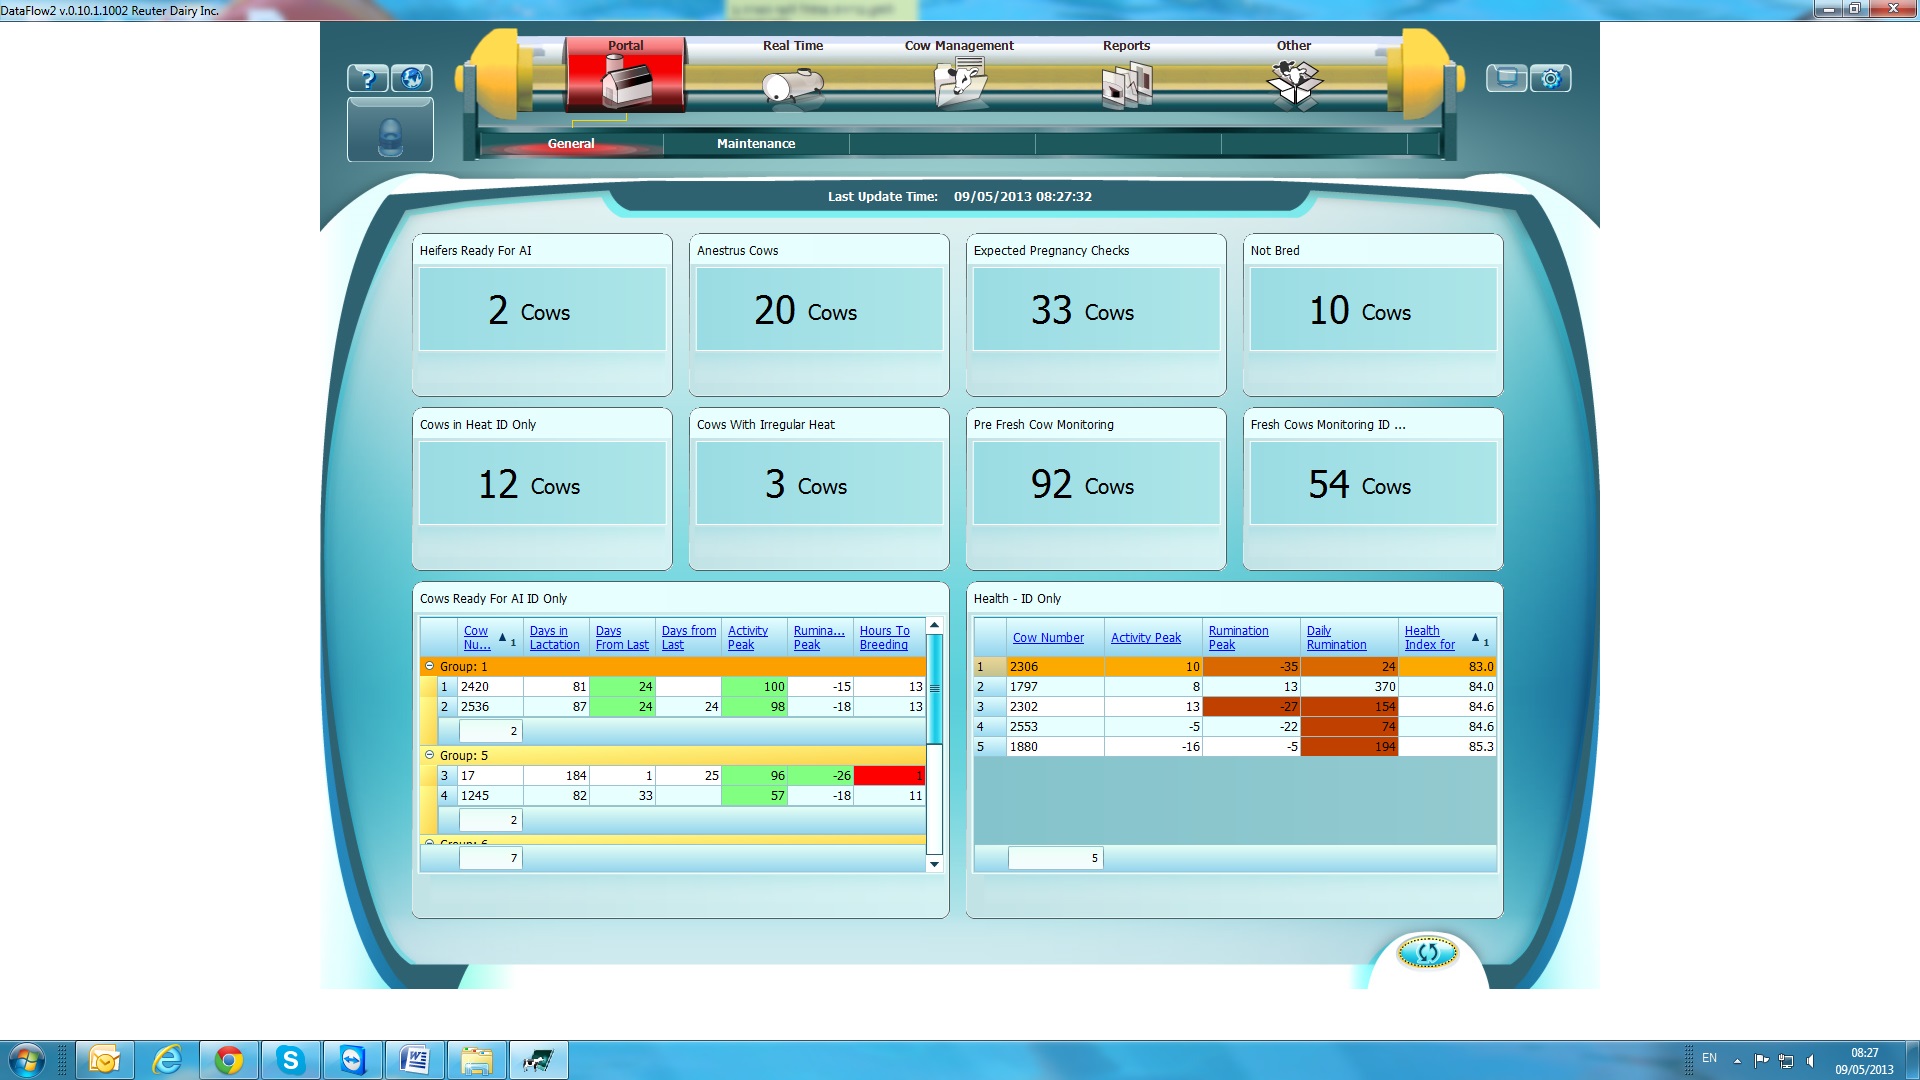 DataFlow2 v.0.10.1.1002 Reuter Dairy Inc.
Portal Real Time Cow Management Reports Other
General Maintenance
Last Update Time: 09/05/2013 08:27:32
Heifers Ready For AI Anestrus Cows Expected Pregnancy Checks Not Bred
2 Cows 20 Cows 33 Cows 10 Cows
Cows in Heat ID Only Cows With Irregular Heat Pre Fresh Cow Monitoring Fresh Cows Monitoring ID ...
12 Cows 3 Cows 92 Cows 54 Cows
Cows Ready For AI ID Only
Cow Nu... 1 Days in Lactation Days From Last Days from Last Activity Peak Rumina... Peak Hours To Breeding
Group: 1
1 2420 81 24 100 -15 13
2 2536 87 24 24 98 -18 13
2
Group: 5
3 17 184 1 25 96 -26 1
4 1245 82 33 57 -18 11
2
7
Health - ID Only
Cow Number Activity Peak Rumination Peak Daily Rumination Health Index for 1
1 2306 10 -35 24 83.0
2 1797 8 13 370 84.0
3 2302 13 -27 154 84.6
4 2553 -5 -22 74 84.6
5 1880 -16 -5 194 85.3
5
EN
08:27
09/05/2013